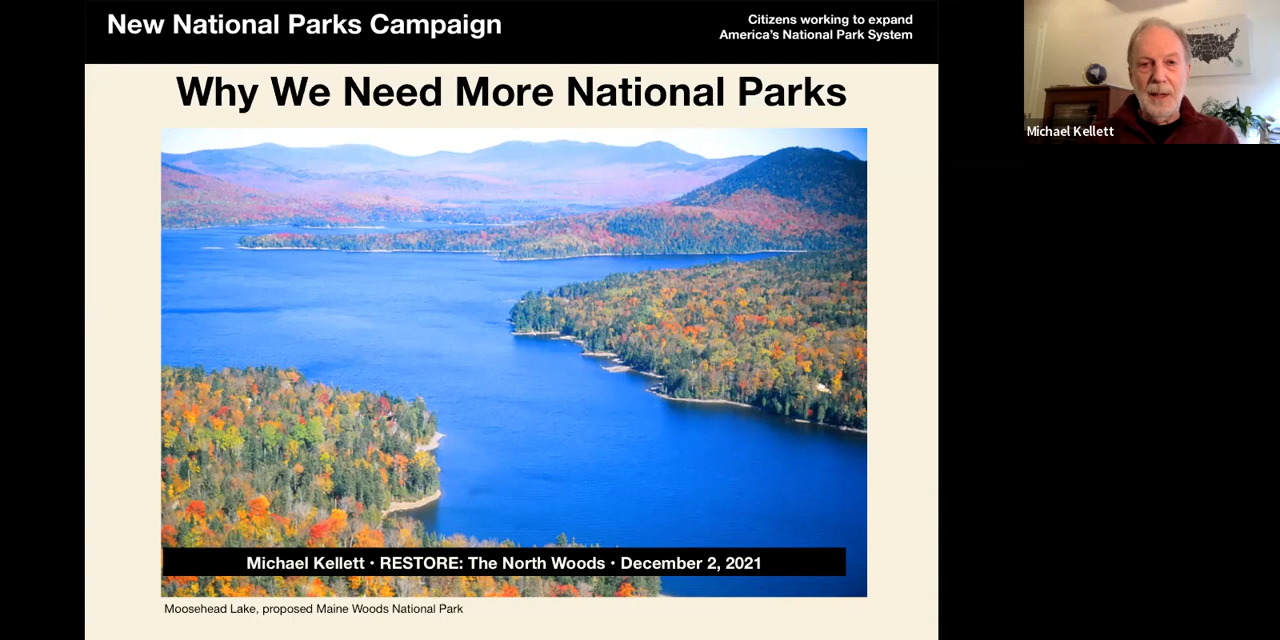 New National Parks Campaign
Citizens working to expand
America's National Park System
Why We Need More National Parks
Michael Kellett • RESTORE: The North Woods • December 2, 2021
Moosehead Lake, proposed Maine Woods National Park
Michael Kellett